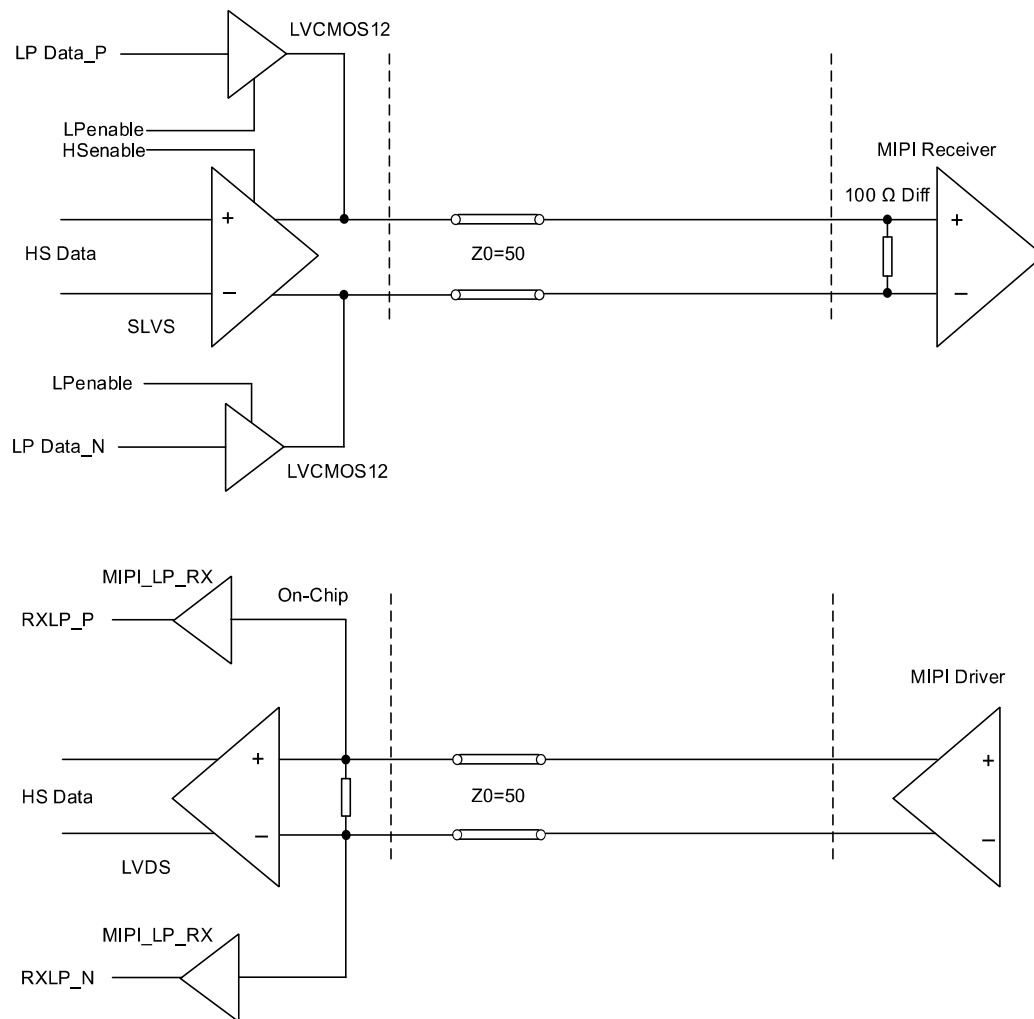 LVCMOS12
LP Data_P
LPenable
HSenable
MIPI Receiver
100 Ω Diff
+
+
HS Data
Z0=50
−
−
SLVS
LPenable
LP Data_N
LVCMOS12
MIPI_LP_RX
On-Chip
RXLP_P
MIPI Driver
+
+
HS Data
Z0=50
−
−
LVDS
MIPI_LP_RX
RXLP_N